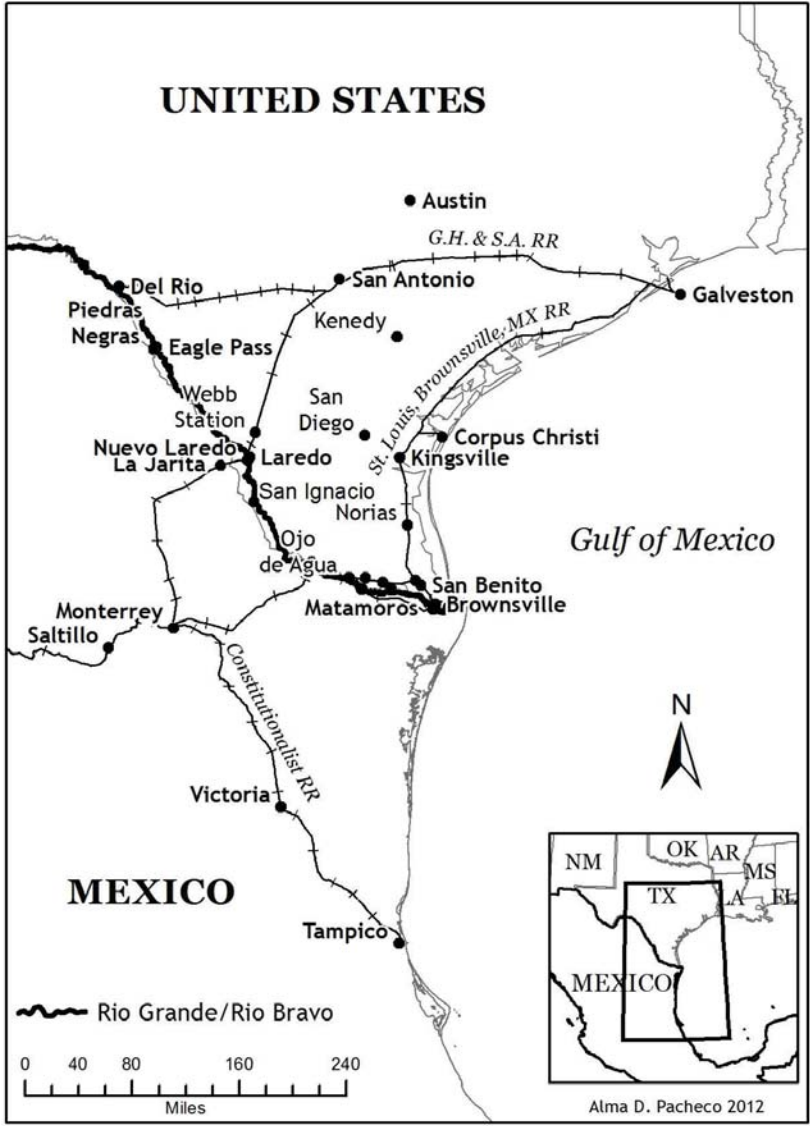 UNITED STATES
Austin
G.H. & S.A. RR
Del Rio
San Antonio
Galveston
Piedras
Negras
Kenedy
St. Louis, Brownsville, MX RR
Eagle Pass
Webb
Station
San
Diego
Corpus Christi
Nuevo Laredo
Laredo
Kingsville
La Jarita
San Ignacio
Norias
Ojo
de Agua
Gulf of Mexico
San Benito
Matamoros
Brownsville
Monterrey
Saltillo
Constitutionalist RR
N
Victoria
MEXICO
Tampico
OK
AR
NM
MS
TX
LA
FL
MEXICO
Rio Grande/Rio Bravo
0 40 80 160 240
Miles
Alma D. Pacheco 2012